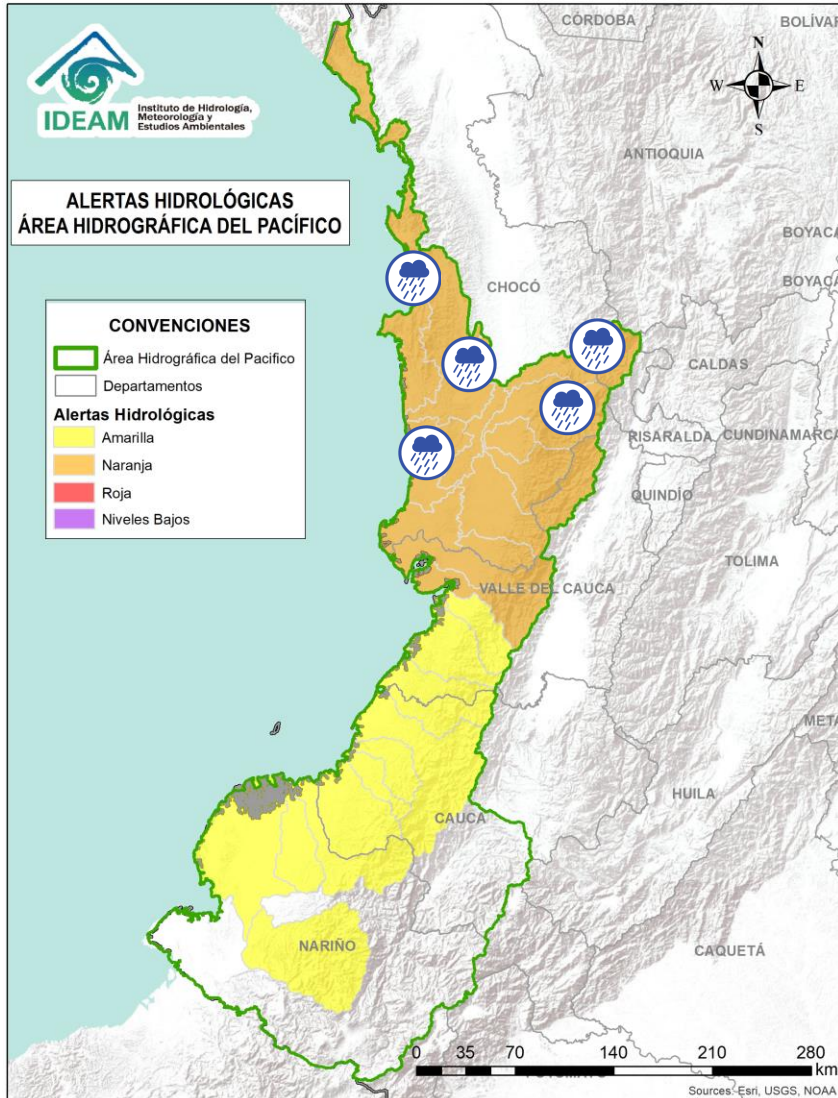 CÓRDOBA
BOLÍVAR
N
W
E
S
IDEAM
Instituto de Hidrología,
Meteorología y
Estudios Ambientales
ANTIOQUIA
ALERTAS HIDROLÓGICAS
ÁREA HIDROGRÁFICA DEL PACÍFICO
BOYACÁ
BOYACÁ
CHOCÓ
CONVENCIONES
Área Hidrográfica del Pacifico
Departamentos
Alertas Hidrológicas
Amarilla
Naranja
Roja
Niveles Bajos
CALDAS
RISARALDA
CUNDINAMARCA
QUINDÍO
TOLIMA
VALLE DEL CAUCA
META
HUILA
CAUCA
NARIÑO
CAQUETÁ
0 35 70 140 210 280
km
Sources: Esri, USGS, NOAA